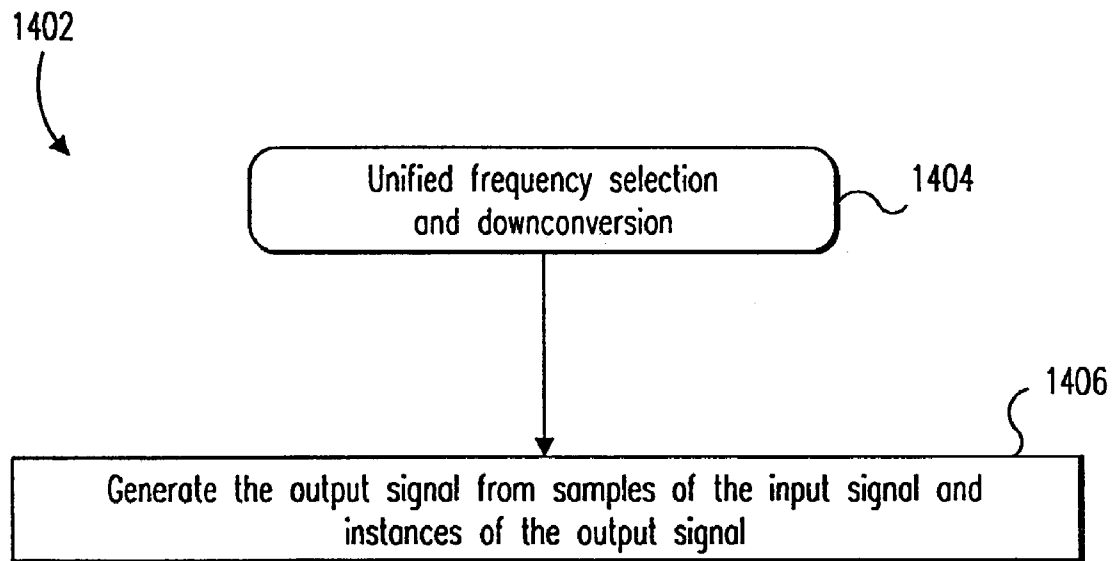 1402
Unified frequency selection
and downconversion
1404
1406
Generate the output signal from samples of the input signal and
instances of the output signal